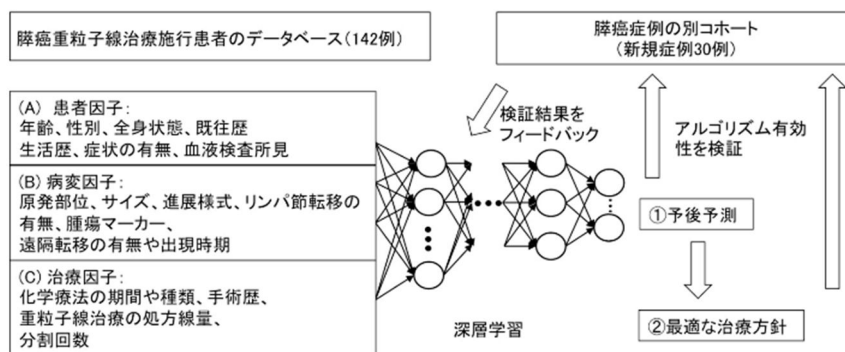 膵癌重粒子線治療施行患者のデータベース(142例)
膵癌症例の別コホート
(新規症例30例)
(A) 患者因子:
年齢、性別、全身状態、既往歴
生活歴、症状の有無、血液検査所見
(B) 病変因子:
原発部位、サイズ、進展様式、リンパ節転移の
有無、腫瘍マーカー、
遠隔転移の有無や出現時期
(C) 治療因子:
化学療法の期間や種類、手術歴、
重粒子線治療の処方線量、
分割回数
検証結果を
フィードバック
アルゴリズム有効
性を検証
①予後予測
②最適な治療方針
深層学習